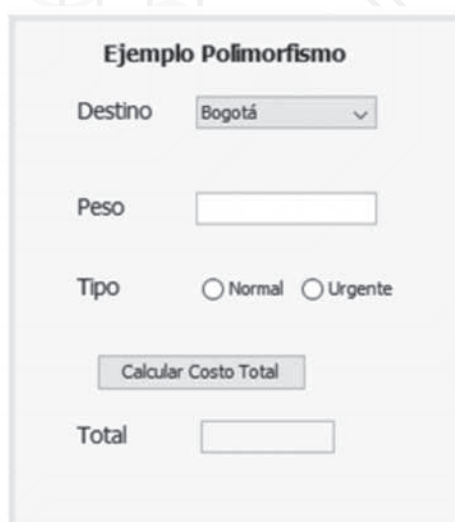 Ejemplo Polimorfismo
Destino Bogotá
Peso
Tipo Normal Urgente
Calcular Costo Total
Total